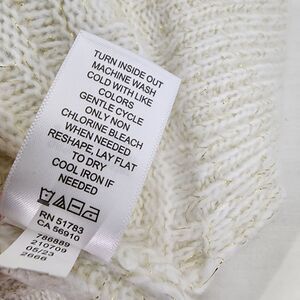 TURN INSIDE OUT
MACHINE WASH
COLD WITH LIKE
COLORS
GENTLE CYCLE
ONLY NON
CHLORINE BLEACH
WHEN NEEDED
RESHAPE, LAY FLAT
TO DRY
COOL IRON IF
NEEDED
RN 51783
CA 56910
786889
210709
05/23
2666